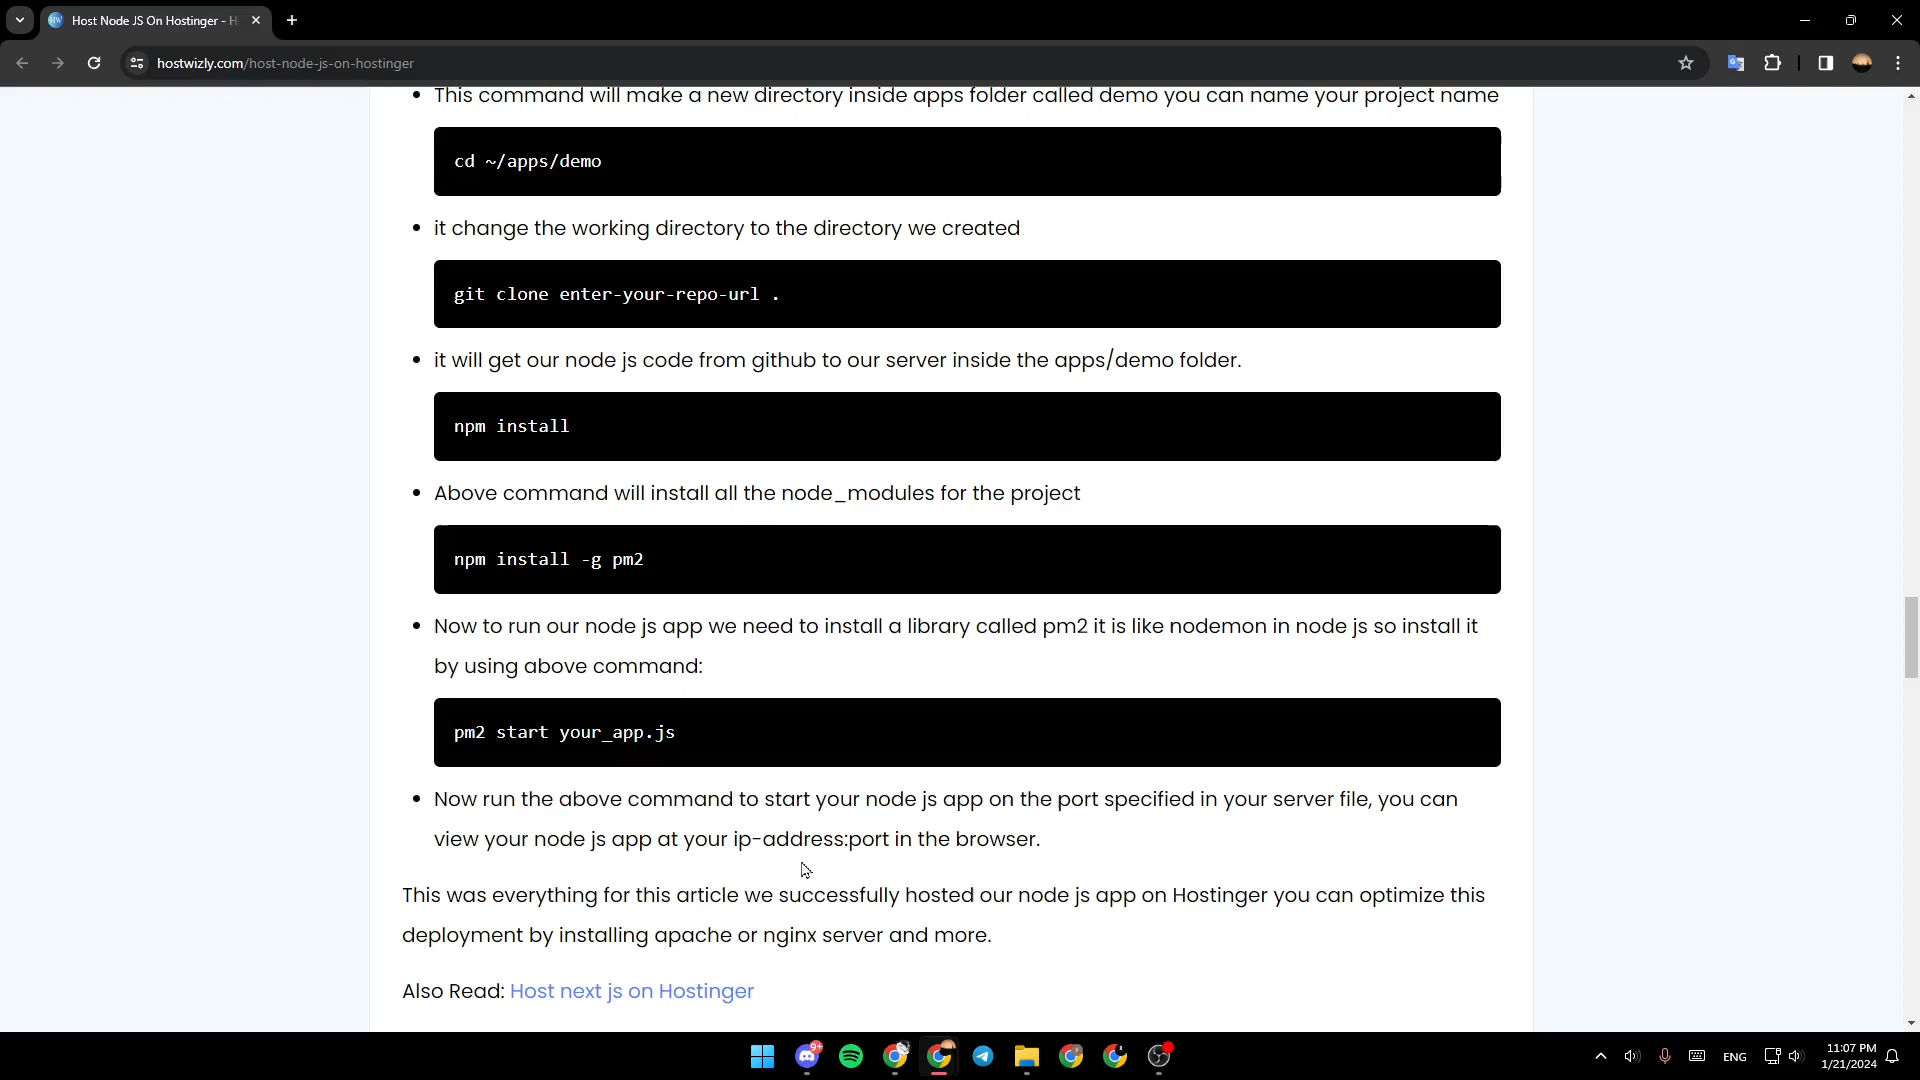 Host Node JS On Hostinger - H
hostwizly.com/host-node-js-on-hostinger
This command will make a new directory inside apps folder called demo you can name your project name
cd ~/apps/demo
it change the working directory to the directory we created
git clone enter-your-repo-url .
it will get our node js code from github to our server inside the apps/demo folder.
npm install
Above command will install all the node_modules for the project
npm install -g pm2
Now to run our node js app we need to install a library called pm2 it is like nodemon in node js so install it
by using above command:
pm2 start your_app.js
Now run the above command to start your node js app on the port specified in your server file, you can
view your node js app at your ip-address:port in the browser.
This was everything for this article we successfully hosted our node js app on Hostinger you can optimize this
deployment by installing apache or nginx server and more.
Also Read: Host next js on Hostinger
9+
ENG
11:07 PM
1/21/2024